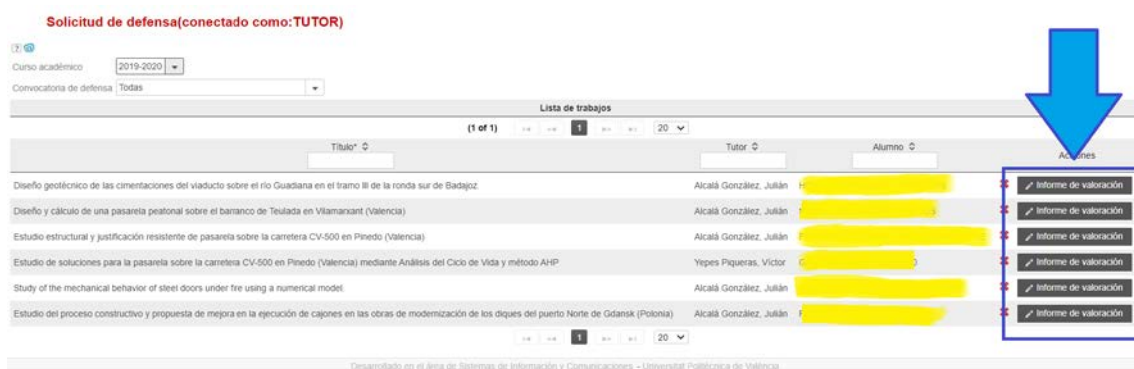 Solicitud de defensa(conectado como:TUTOR)
?
Curso académico 2019-2020
Convocatoria de defensa Todas
Lista de trabajos
(1 of 1) 1 20
Título* Tutor Alumno Acciones
Diseño geotécnico de las cimentaciones del viaducto sobre el río Guadiana en el tramo III de la ronda sur de Badajoz Alcalá González, Julián Informe de valoración
Diseño y cálculo de una pasarela peatonal sobre el barranco de Teulada en Vilamarxant (Valencia) Alcalá González, Julián Informe de valoración
Estudio estructural y justificación resistente de pasarela sobre la carretera CV-500 en Pinedo (Valencia) Alcalá González, Julián Informe de valoración
Estudio de soluciones para la pasarela sobre la carretera CV-500 en Pinedo (Valencia) mediante Análisis del Ciclo de Vida y método AHP Yepes Piqueras, Víctor Informe de valoración
Study of the mechanical behavior of steel doors under fire using a numerical model. Alcalá González, Julián Informe de valoración
Estudio del proceso constructivo y propuesta de mejora en la ejecución de cajones en las obras de modernización de los diques del puerto Norte de Gdansk (Polonia) Alcalá González, Julián Informe de valoración
1 20
Desarrollado en el área de Sistemas de Información y Comunicaciones – Universitat Politècnica de València